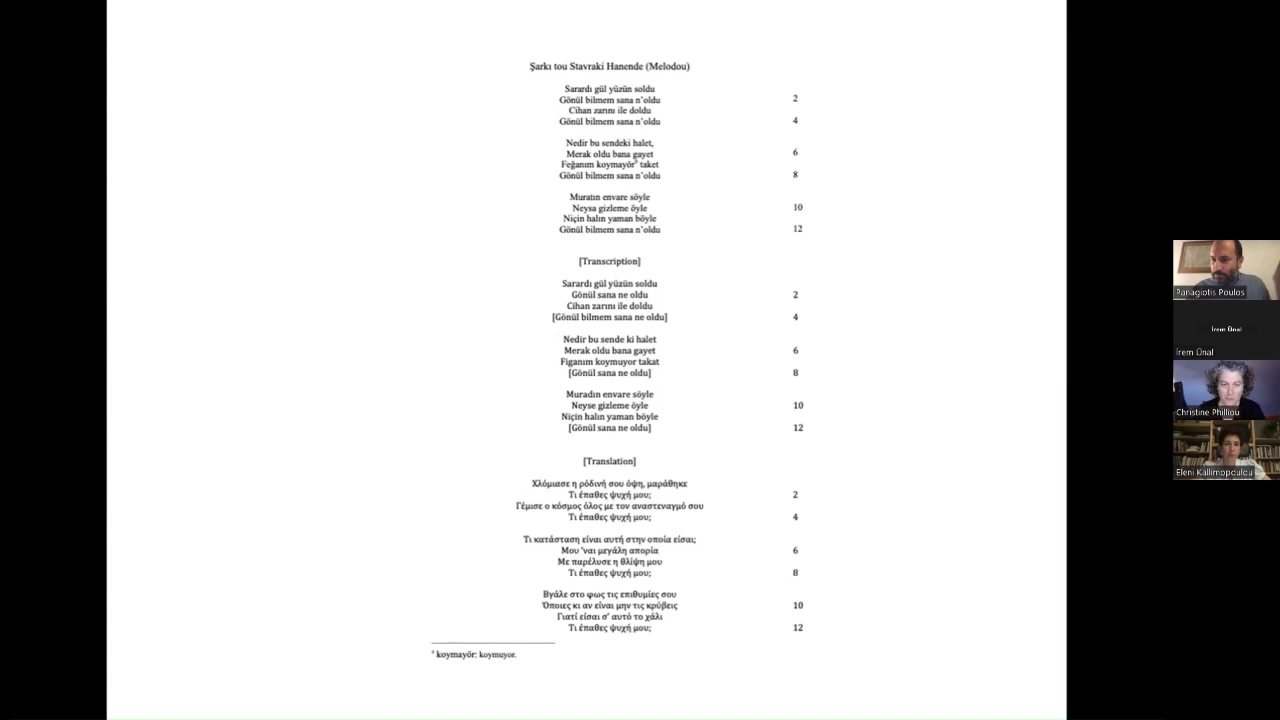 Şarkı tou Stavraki Hanende (Melodou)
Sarardı gül yüzün soldu
Gönül bilmem sana n'oldu 2
Cihan zarını ile doldu
Gönül bilmem sana n'oldu 4
Nedir bu sendeki halet,
Merak oldu bana gayet 6
Feğanım koymayör⁶ taket
Gönül bilmem sana n'oldu 8
Muratın envare söyle
Neysa gizleme öyle 10
Niçin halın yaman böyle
Gönül bilmem sana n'oldu 12
[Transcription]
Sarardı gül yüzün soldu
Gönül sana ne oldu 2
Cihan zarını ile doldu
[Gönül bilmem sana ne oldu] 4
Nedir bu sende ki halet
Merak oldu bana gayet 6
Figanım koymuyor takat
[Gönül sana ne oldu] 8
Muradın envare söyle
Neyse gizleme öyle 10
Niçin halın yaman böyle
[Gönül sana ne oldu] 12
[Translation]
Χλόμιασε η ρόδινή σου όψη, μαράθηκε
Τι έπαθες ψυχή μου; 2
Γέμισε ο κόσμος όλος με τον αναστεναγμό σου
Τι έπαθες ψυχή μου; 4
Τι κατάσταση είναι αυτή στην οποία είσαι;
Μου 'ναι μεγάλη απορία 6
Με παρέλυσε η θλίψη μου
Τι έπαθες ψυχή μου; 8
Βγάλε στο φως τις επιθυμίες σου
Όποιες κι αν είναι μην τις κρύβεις 10
Γιατί είσαι σ' αυτό το χάλι
Τι έπαθες ψυχή μου; 12
⁶ koymayör: koymuyor.
Panagiotis Poulos
İrem Ünal
İrem Ünal
Christine Philliou
Eleni Kallimopoulou